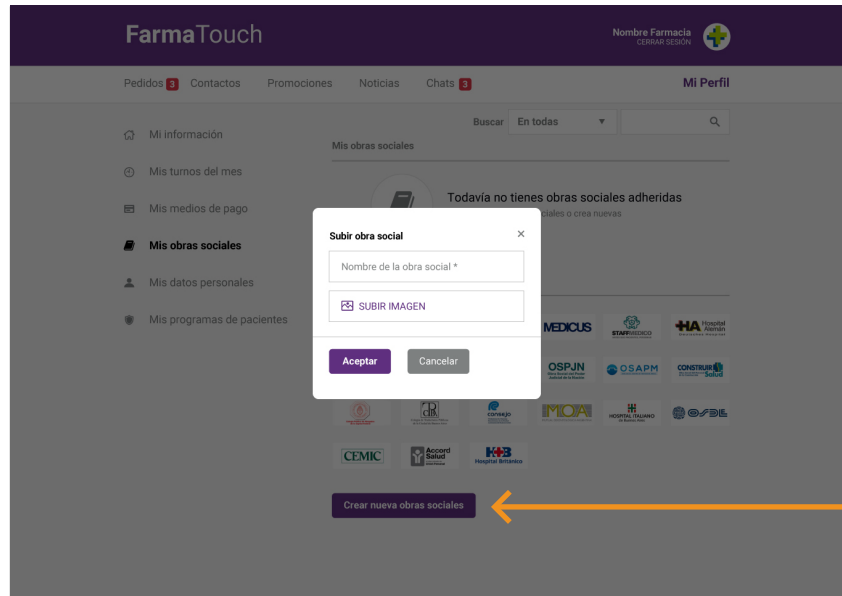 FarmaTouch
Nombre Farmacia
CERRAR SESIÓN
Pedidos 3 Contactos Promociones Noticias Chats 3 Mi Perfil
Buscar En todas
Mi información
Mis obras sociales
Mis turnos del mes
Todavía no tienes obras sociales adheridas
ciales o crea nuevas
Mis medios de pago
Mis obras sociales
Mis datos personales
Mis programas de pacientes
Subir obra social ×
Nombre de la obra social *
SUBIR IMAGEN
Aceptar Cancelar
MEDICUS STAFF MEDICO HA Hospital Alemán
OSPJN OSAPM CONSTRUIR Salud
consejo MOA HOSPITAL ITALIANO de Buenos Aires OSDE
CEMIC Accord Salud HB Hospital Británico
Crear nueva obras sociales